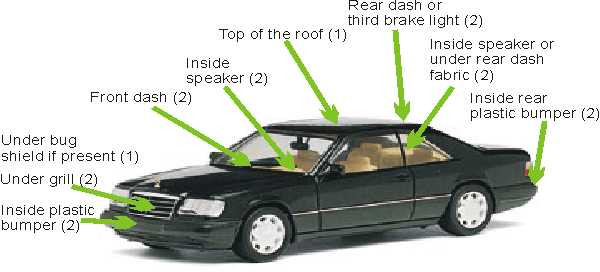 Rear dash or
third brake light (2)
Top of the roof (1)
Inside speaker or
under rear dash
fabric (2)
Inside
speaker (2)
Front dash (2)
Inside rear
plastic bumper (2)
Under bug
shield if present (1)
Under grill (2)
Inside plastic
bumper (2)